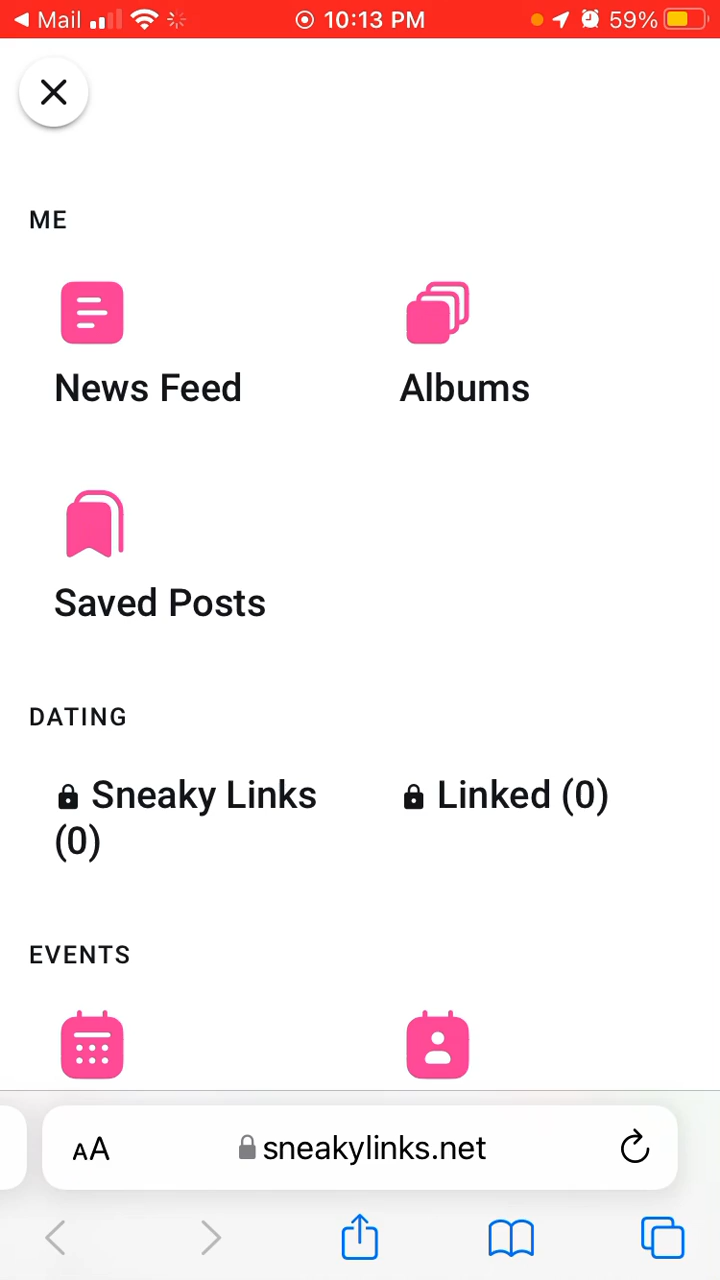 Mail 10:13 PM 59%
ME
News Feed Albums
Saved Posts
DATING
Sneaky Links Linked (0)
(0)
EVENTS
AA sneakylinks.net